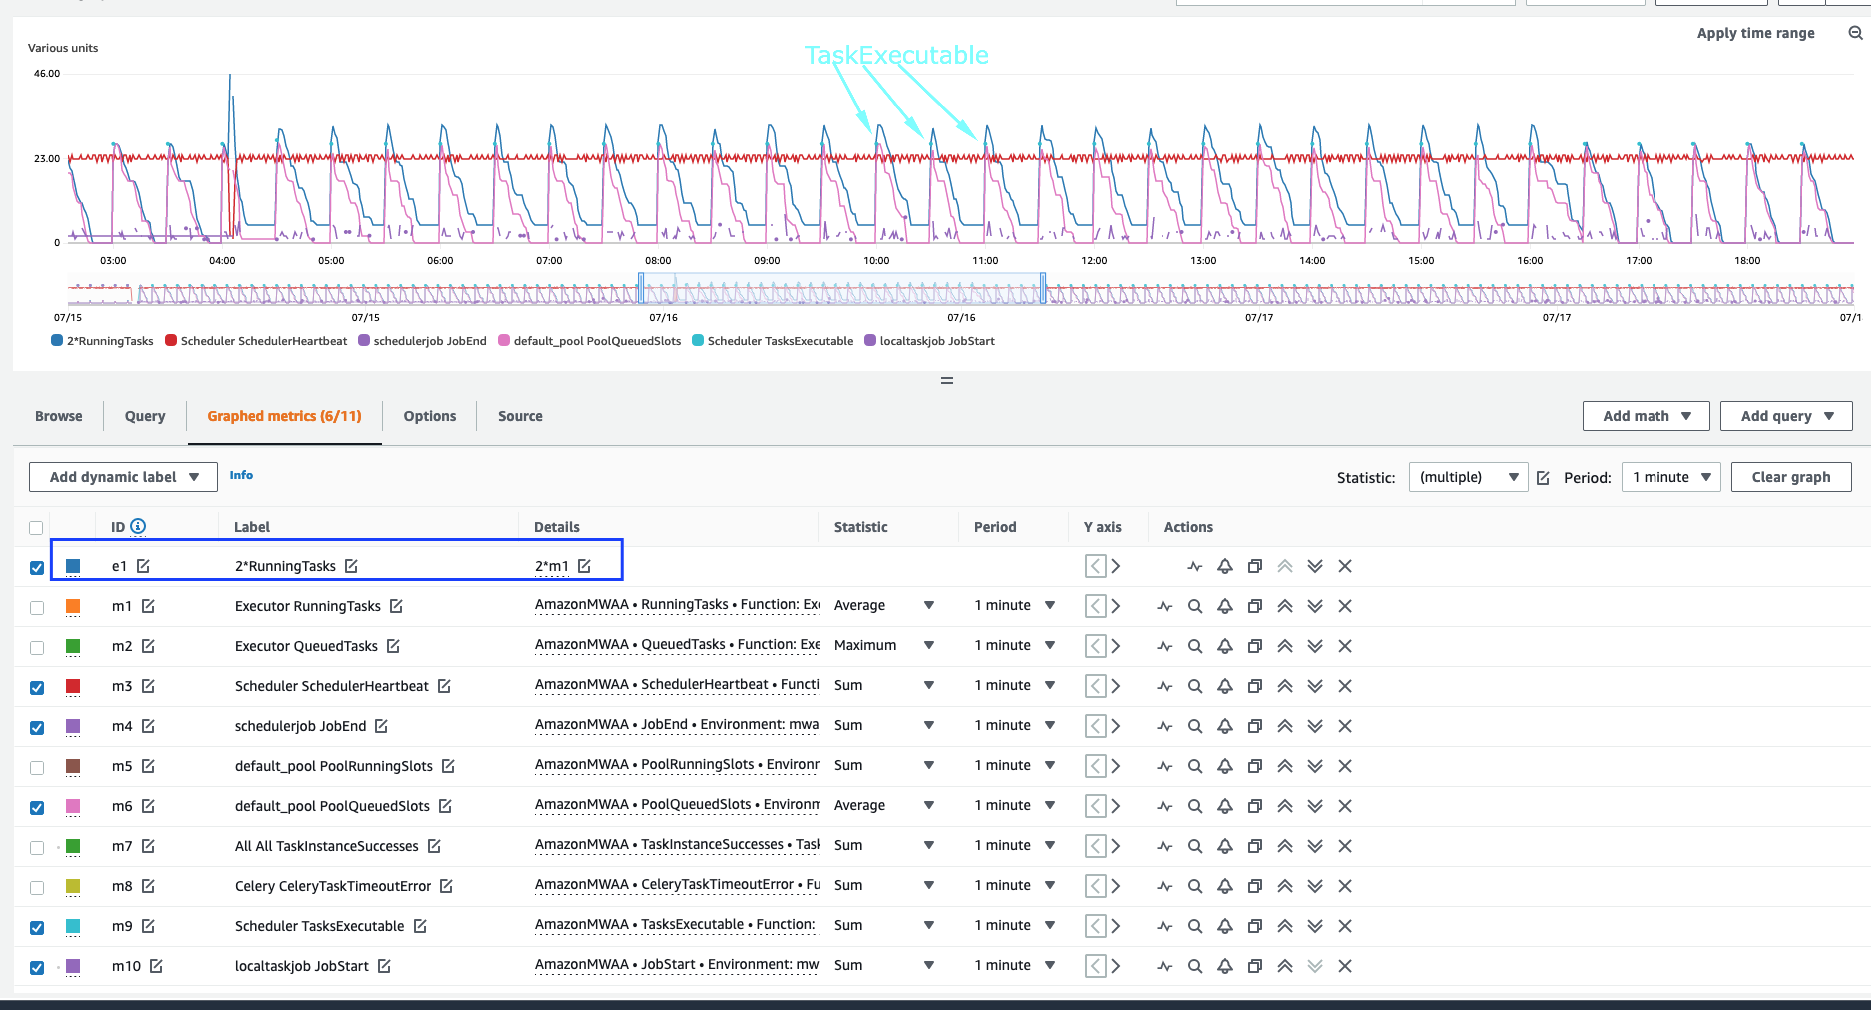 Apply time range
Various units
TaskExecutable
46.00
23.00
0
03:00 04:00 05:00 06:00 07:00 08:00 09:00 10:00 11:00 12:00 13:00 14:00 15:00 16:00 17:00 18:00
07/15 07/15 07/16 07/16 07/17 07/17 07/1
2*RunningTasks Scheduler SchedulerHeartbeat schedulerjob JobEnd default_pool PoolQueuedSlots Scheduler TasksExecutable localtaskjob JobStart
Browse Query Graphed metrics (6/11) Options Source Add math Add query
Add dynamic label Info Statistic: (multiple) Period: 1 minute Clear graph
ID Label Details Statistic Period Y axis Actions
e1 2*RunningTasks 2*m1
m1 Executor RunningTasks AmazonMWAA • RunningTasks • Function: Exe Average 1 minute
m2 Executor QueuedTasks AmazonMWAA • QueuedTasks • Function: Exe Maximum 1 minute
m3 Scheduler SchedulerHeartbeat AmazonMWAA • SchedulerHeartbeat • Functi Sum 1 minute
m4 schedulerjob JobEnd AmazonMWAA • JobEnd • Environment: mwa Sum 1 minute
m5 default_pool PoolRunningSlots AmazonMWAA • PoolRunningSlots • Environr Sum 1 minute
m6 default_pool PoolQueuedSlots AmazonMWAA • PoolQueuedSlots • Environm Average 1 minute
m7 All All TaskInstanceSuccesses AmazonMWAA • TaskInstanceSuccesses • Task Sum 1 minute
m8 Celery CeleryTaskTimeoutError AmazonMWAA • CeleryTaskTimeoutError • Fu Sum 1 minute
m9 Scheduler TasksExecutable AmazonMWAA • TasksExecutable • Function: Sum 1 minute
m10 localtaskjob JobStart AmazonMWAA • JobStart • Environment: mw Sum 1 minute